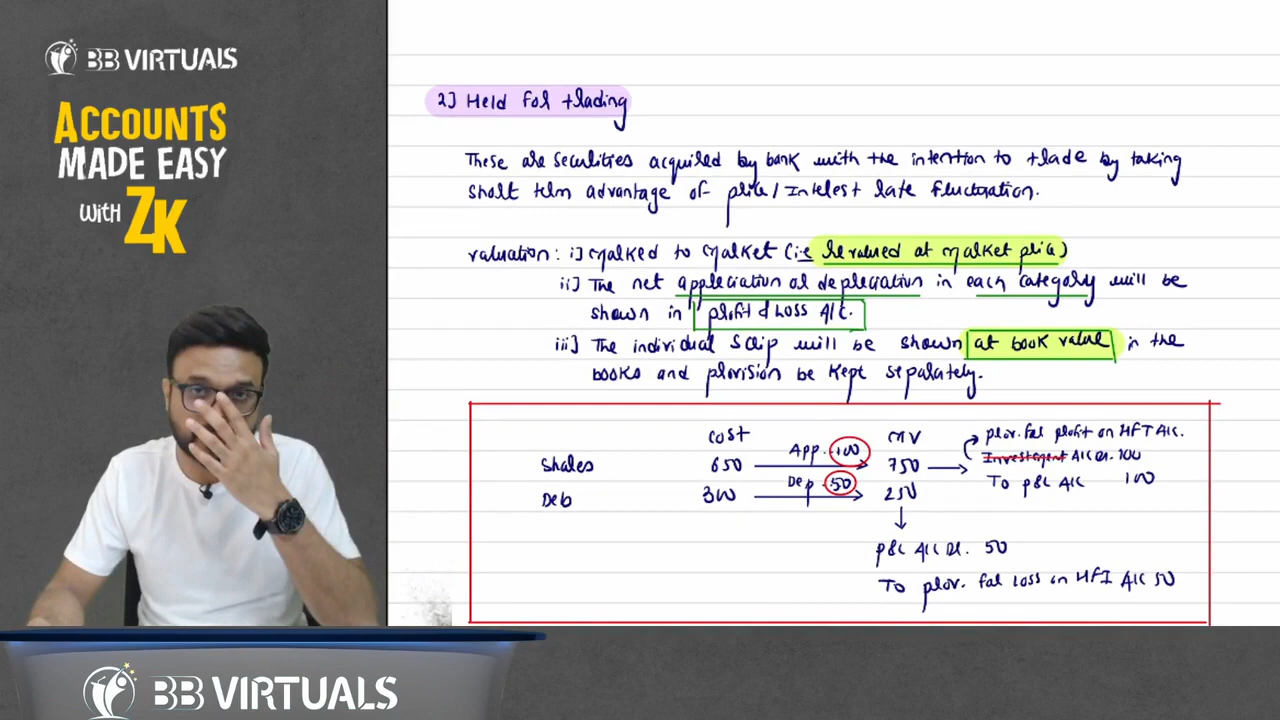 BB VIRTUALS
ACCOUNTS
MADE EASY
WITH ZK
2] Held for trading
These are securities acquired by bank with the intention to trade by taking
short term advantage of price/Interest rate fluctuation.
valuation: i] Marked to Market (i.e revalued at market price)
ii] The net appreciation or depreciation in each category will be
shown in profit & Loss A/c.
iii] The individual scrip will be shown at book value in the
books and provision be kept separately.
cost MV prov. for profit on HFT A/c.
Shares 650 App. 100 750 Investment A/c Dr. 100
Deb 300 Dep. 50 250 To P&L A/c 100
P&L A/c Dr. 50
To prov. for loss on HFT A/c 50
BB VIRTUALS